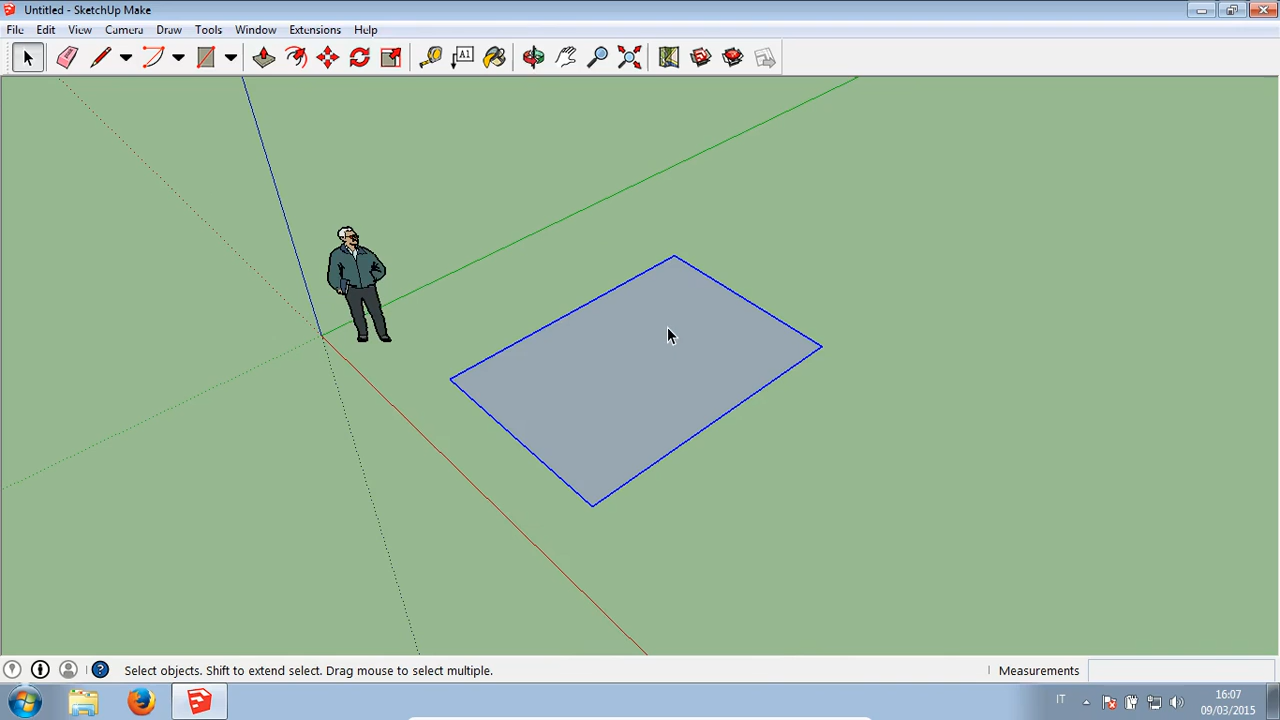 Untitled - SketchUp Make
File Edit View Camera Draw Tools Window Extensions Help
A1
Select objects. Shift to extend select. Drag mouse to select multiple.
Measurements
IT
16:07
09/03/2015